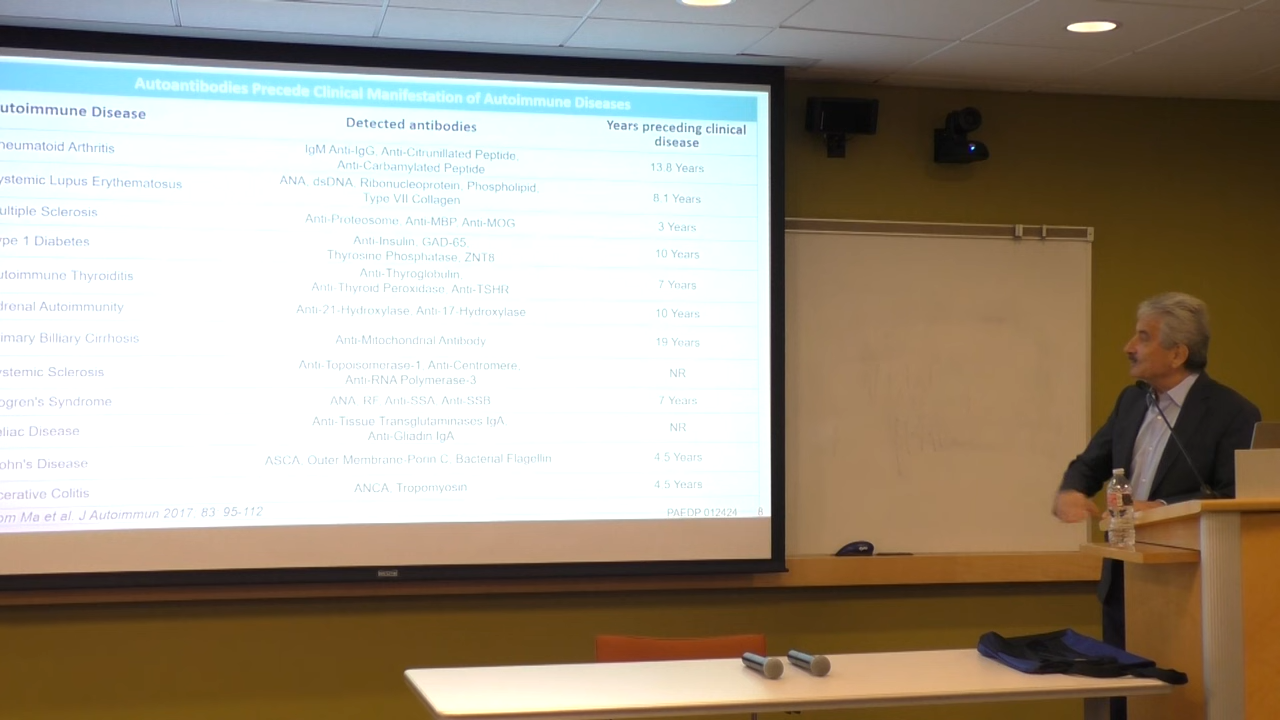 Autoantibodies Precede Clinical Manifestation of Autoimmune Diseases
utoimmune Disease Detected antibodies Years preceding clinical
disease
heumatoid Arthritis IgM Anti-IgG, Anti-Citrunillated Peptide,
Anti-Carbamylated Peptide 13.8 Years
ystemic Lupus Erythematosus ANA, dsDNA, Ribonucleoprotein, Phospholipid
Type VII Collagen 8.1 Years
ultiple Sclerosis Anti-Proteosome, Anti-MBP, Anti-MOG 3 Years
ype 1 Diabetes Anti-Insulin, GAD-65
Thyrosine Phosphatase, ZNT8 10 Years
utoimmune Thyroiditis Anti-Thyroglobulin,
Anti-Thyroid Peroxidase, Anti-TSHR 7 Years
drenal Autoimmunity Anti-21-Hydroxylase, Anti-17-Hydroxylase 10 Years
imary Billiary Cirrhosis Anti-Mitochondrial Antibody 19 Years
ystemic Sclerosis Anti-Topoisomerase-1, Anti-Centromere,
Anti-RNA Polymerase-3 NR
ogren's Syndrome ANA, RF, Anti-SSA, Anti-SSB 7 Years
eliac Disease Anti-Tissue Transglutaminases IgA
Anti-Gliadin IgA NR
ohn's Disease ASCA, Outer Membrane-Porin C, Bacterial Flagellin 4.5 Years
cerative Colitis ANCA, Tropomyosin 4.5 Years
om Ma et al. J Autoimmun 2017. 83: 95-112 PAEDP.012424 8